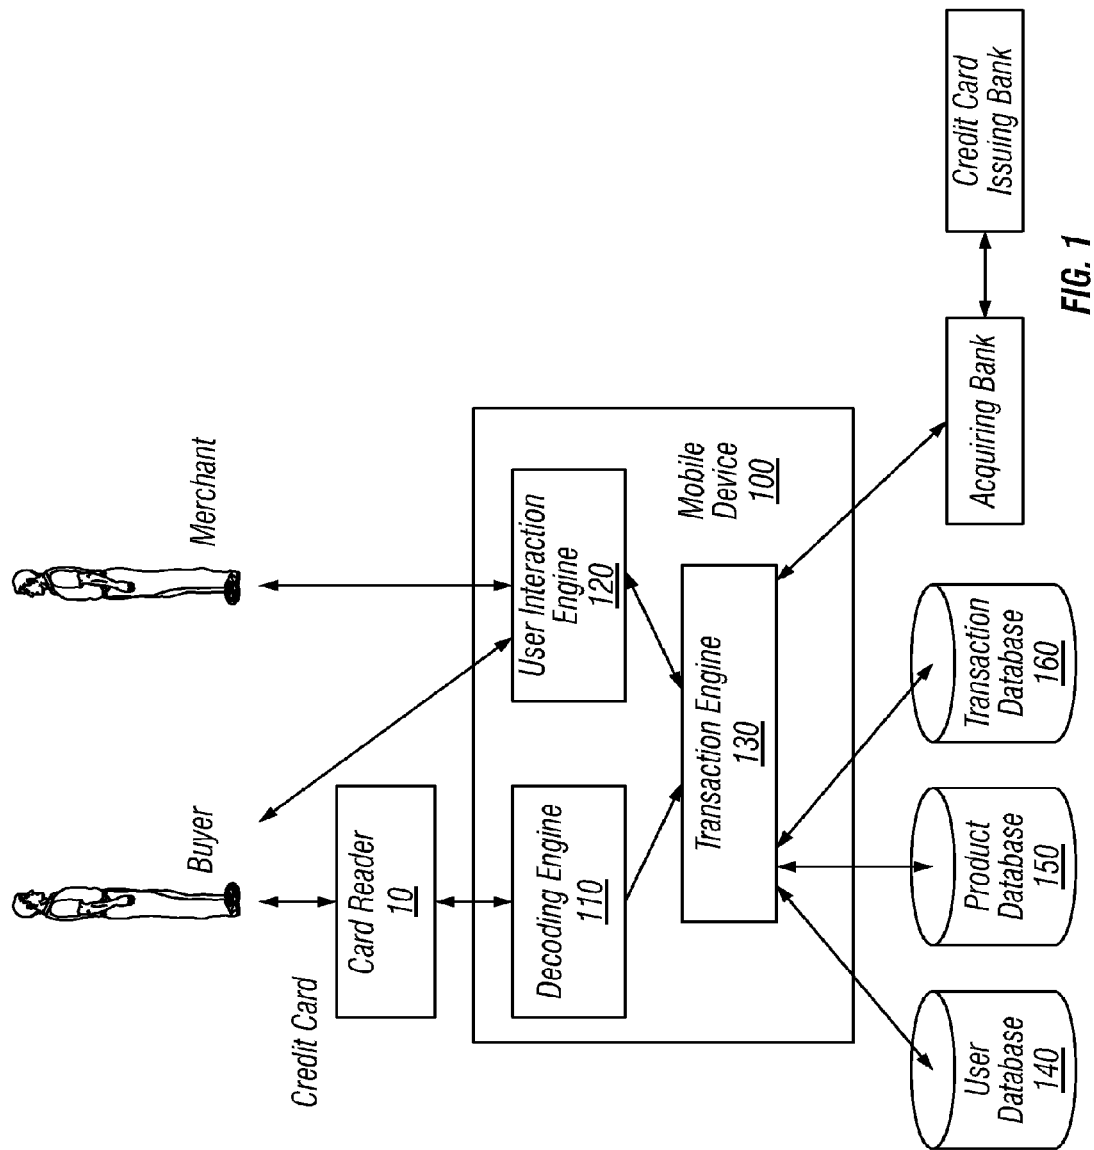 Buyer
Merchant
Credit Card
Card Reader
10
Decoding Engine
110
User Interaction
Engine
120
Mobile
Device
100
Transaction Engine
130
User
Database
140
Product
Database
150
Transaction
Database
160
Acquiring Bank
Credit Card
Issuing Bank
FIG. 1